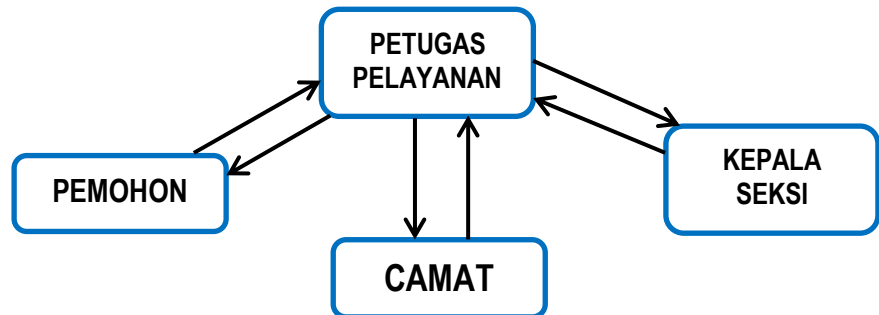 PETUGAS
PELAYANAN
PEMOHON
KEPALA
SEKSI
CAMAT